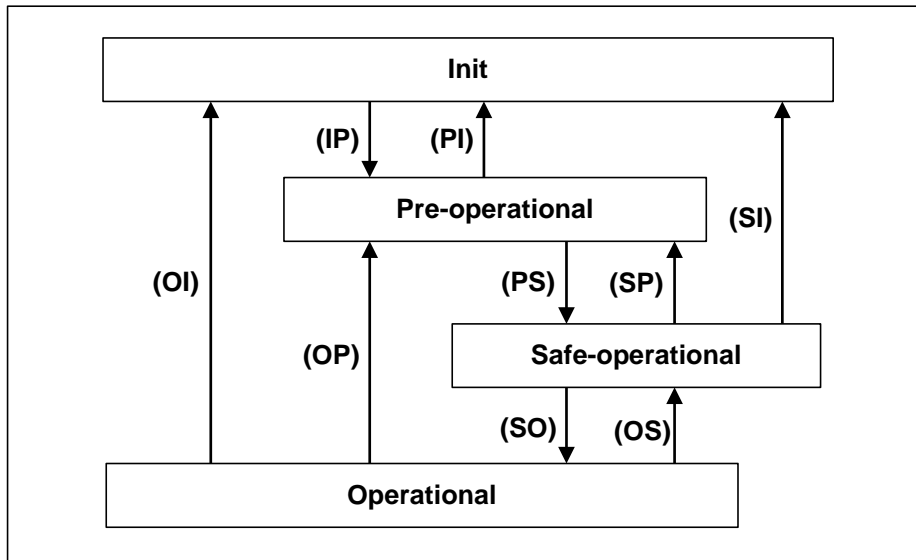 Init
(IP)
(PI)
Pre-operational
(SI)
(OI)
(PS)
(SP)
(OP)
Safe-operational
(SO)
(OS)
Operational